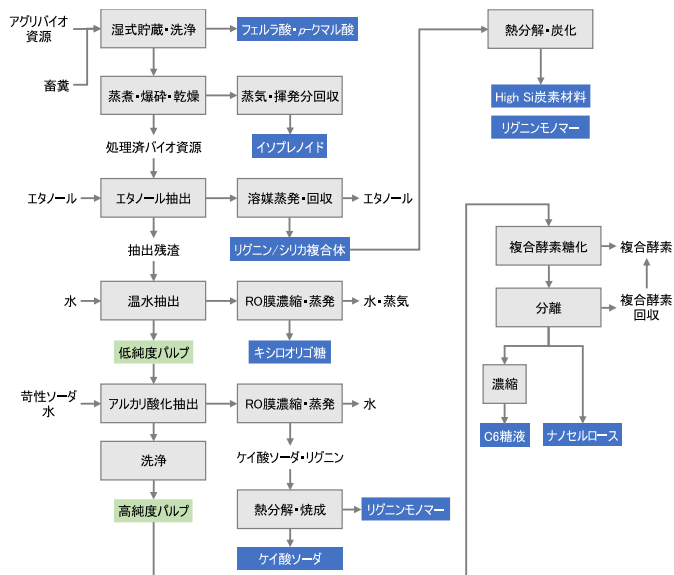 アグリバイオ
資源
畜糞
湿式貯蔵・洗浄
フェルラ酸・ρ-クマル酸
蒸煮・爆砕・乾燥
蒸気・揮発分回収
イソプレノイド
処理済バイオ資源
エタノール
エタノール抽出
溶媒蒸発・回収
エタノール
リグニン/シリカ複合体
抽出残渣
水
温水抽出
RO膜濃縮・蒸発
水・蒸気
低純度パルプ
キシロオリゴ糖
苛性ソーダ
水
アルカリ酸化抽出
RO膜濃縮・蒸発
水
洗浄
ケイ酸ソーダ・リグニン
高純度パルプ
熱分解・焼成
リグニンモノマー
ケイ酸ソーダ
熱分解・炭化
High Si炭素材料
リグニンモノマー
複合酵素糖化
複合酵素
分離
複合酵素
回収
濃縮
C6糖液
ナノセルロース